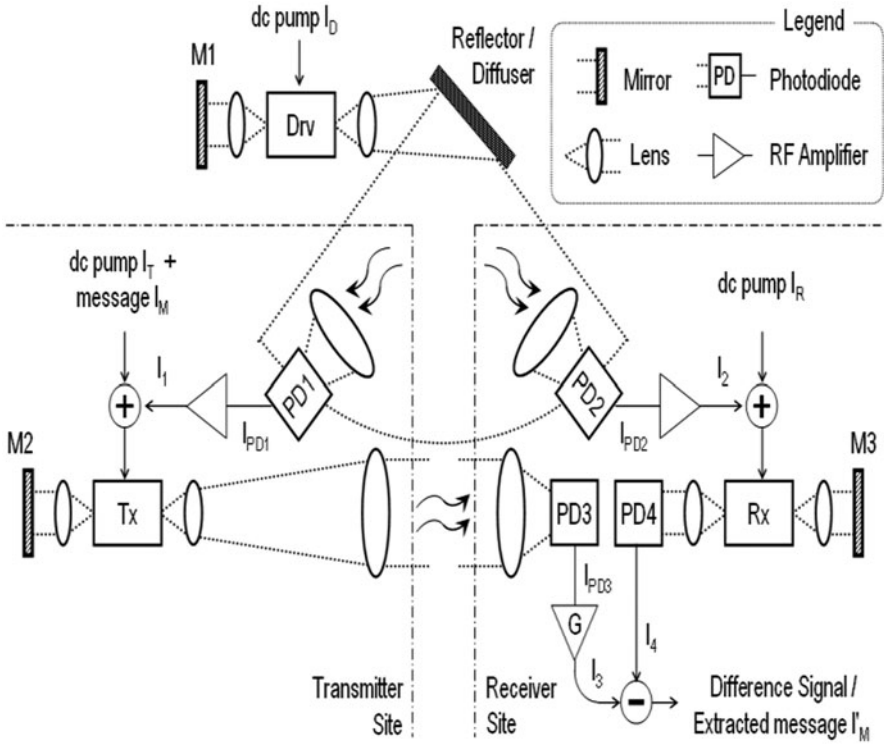 dc pump I_D
M1
Drv
Reflector /
Diffuser
Legend
Mirror
PD
Photodiode
Lens
RF Amplifier
dc pump I_T +
message I_M
dc pump I_R
I_1
PD1
I_PD1
PD2
I_PD2
I_2
+
+
M2
Tx
PD3
PD4
Rx
M3
I_PD3
G
I_3
I_4
-
Transmitter
Site
Receiver
Site
Difference Signal /
Extracted message I'_M